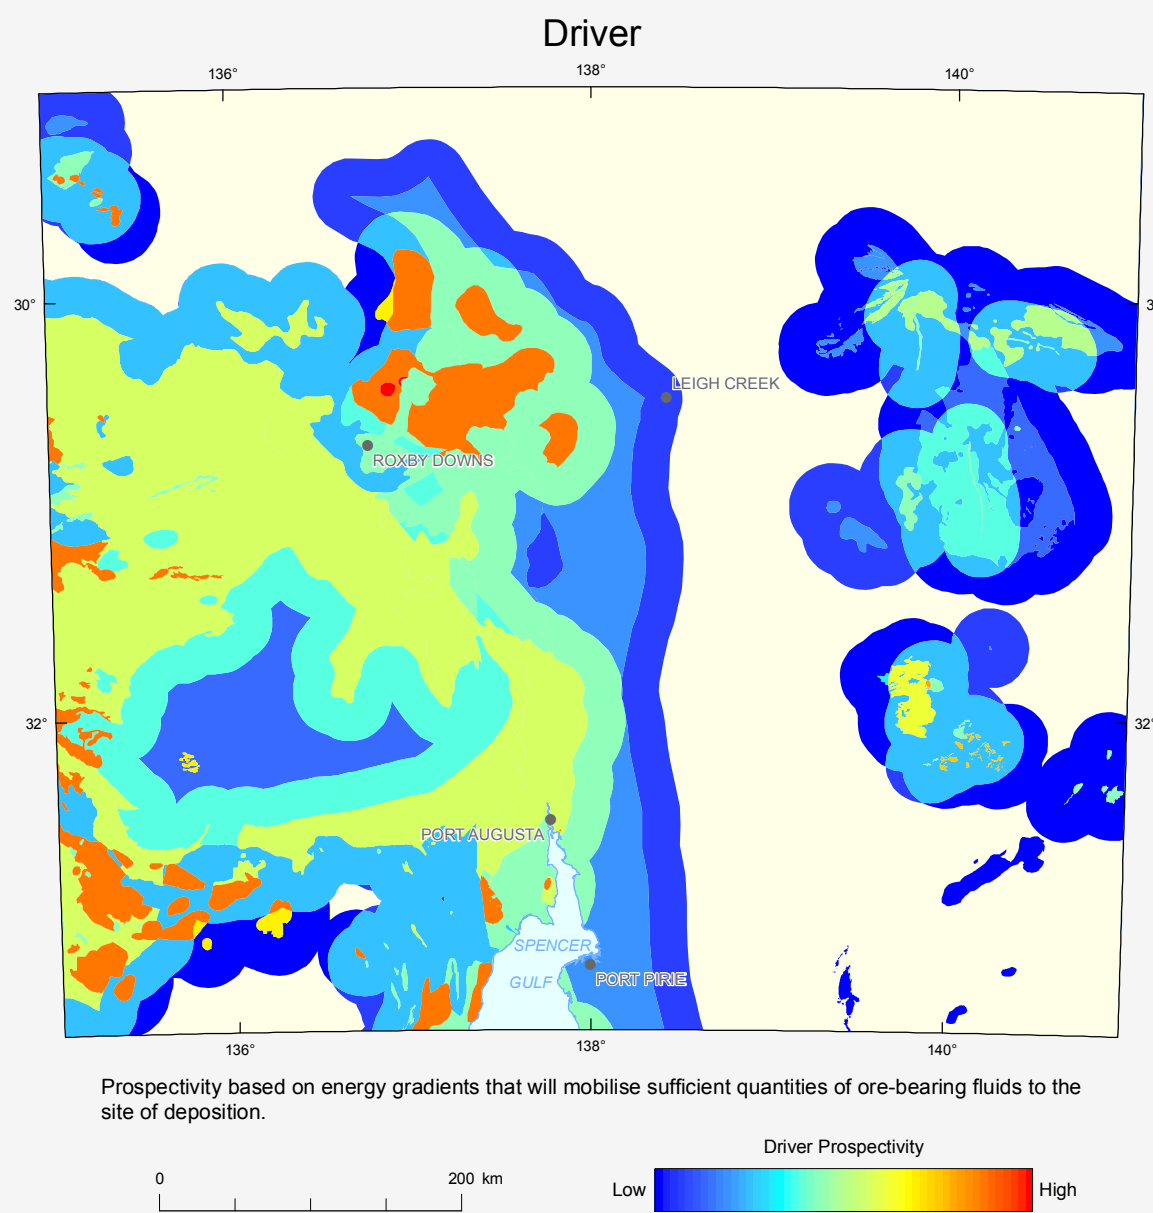 Driver
136° 138° 140°
30° 3
LEIGH CREEK
ROXBY DOWNS
32° 32°
PORT AUGUSTA
SPENCER
GULF
PORT PIRIE
136° 138° 140°
Prospectivity based on energy gradients that will mobilise sufficient quantities of ore-bearing fluids to the
site of deposition.
Driver Prospectivity
0 200 km
Low High